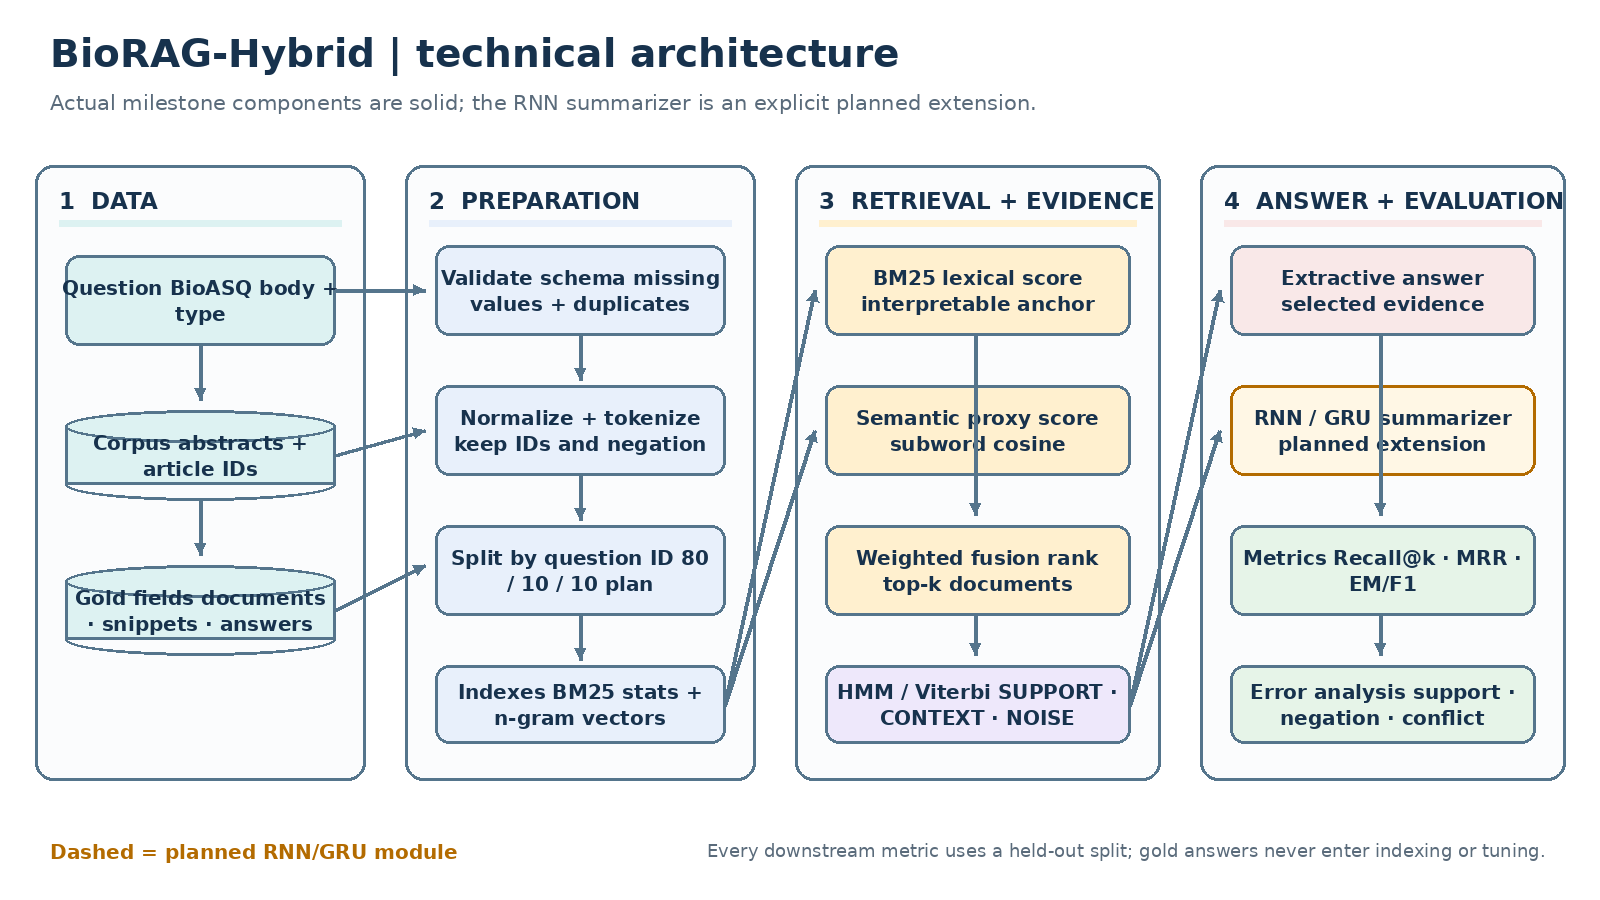 BioRAG-Hybrid | technical architecture
Actual milestone components are solid; the RNN summarizer is an explicit planned extension.
1 DATA
Question BioASQ body +
type
Corpus abstracts +
article IDs
Gold fields documents
· snippets · answers
2 PREPARATION
Validate schema missing
values + duplicates
Normalize + tokenize
keep IDs and negation
Split by question ID 80
/ 10 / 10 plan
Indexes BM25 stats +
n-gram vectors
3 RETRIEVAL + EVIDENCE
BM25 lexical score
interpretable anchor
Semantic proxy score
subword cosine
Weighted fusion rank
top-k documents
HMM / Viterbi SUPPORT ·
CONTEXT · NOISE
4 ANSWER + EVALUATION
Extractive answer
selected evidence
RNN / GRU summarizer
planned extension
Metrics Recall@k · MRR ·
EM/F1
Error analysis support ·
negation · conflict
Dashed = planned RNN/GRU module
Every downstream metric uses a held-out split; gold answers never enter indexing or tuning.